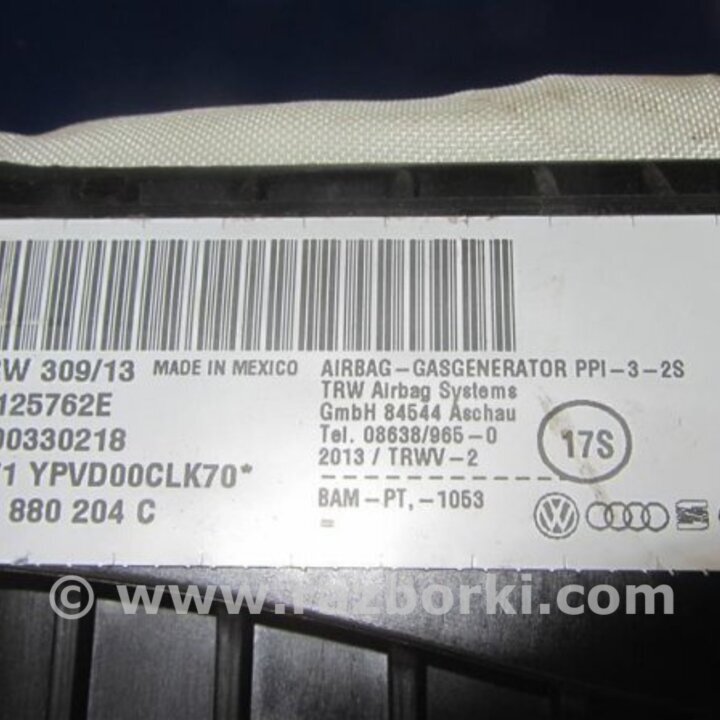 RW 309/13 MADE IN MEXICO
125762E
00330218
71 YPVD00CLK70*
880 204 C
AIRBAG-GASGENERATOR PPI-3-2S
TRW Airbag Systems
GmbH 84544 Aschau
Tel. 08638/965-0
2013 / TRWV-2
17S
BAM-PT,-1053
=
© www.razborki.com